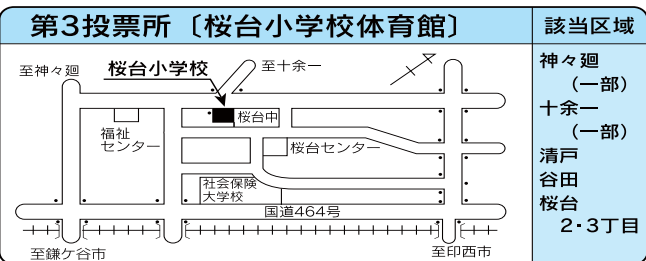 第3投票所〔桜台小学校体育館〕
該当区域
至神々廻
桜台小学校
至十余一
桜台中
福祉
センター
桜台センター
社会保険
大学校
国道464号
至鎌ケ谷市
至印西市
神々廻
(一部)
十余一
(一部)
清戸
谷田
桜台
2・3丁目